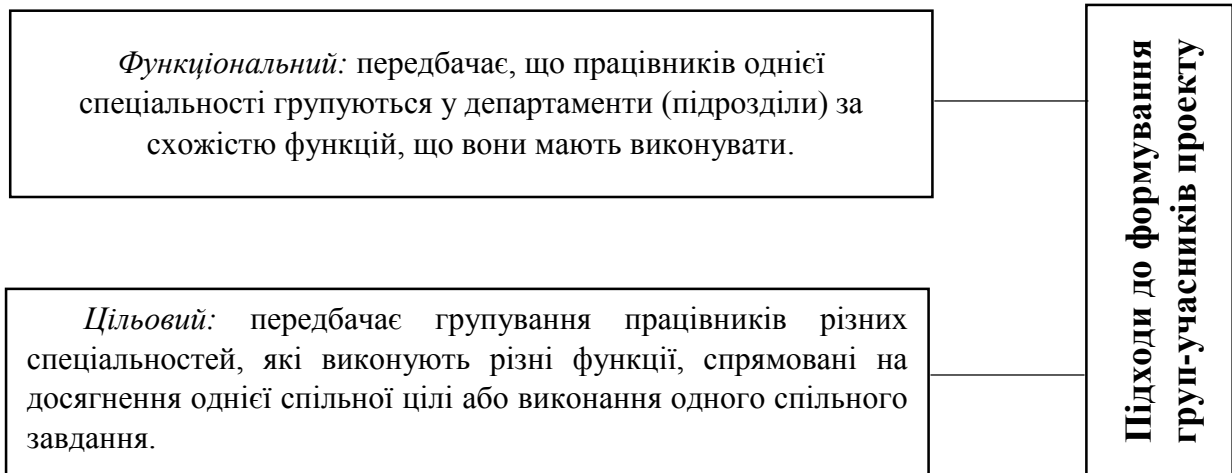 Функціональний: передбачає, що працівників однієї
спеціальності групуються у департаменти (підрозділи) за
схожістю функцій, що вони мають виконувати.
Цільовий: передбачає групування працівників різних
спеціальностей, які виконують різні функції, спрямовані на
досягнення однієї спільної цілі або виконання одного спільного
завдання.
Підходи до формування
груп-учасників проекту